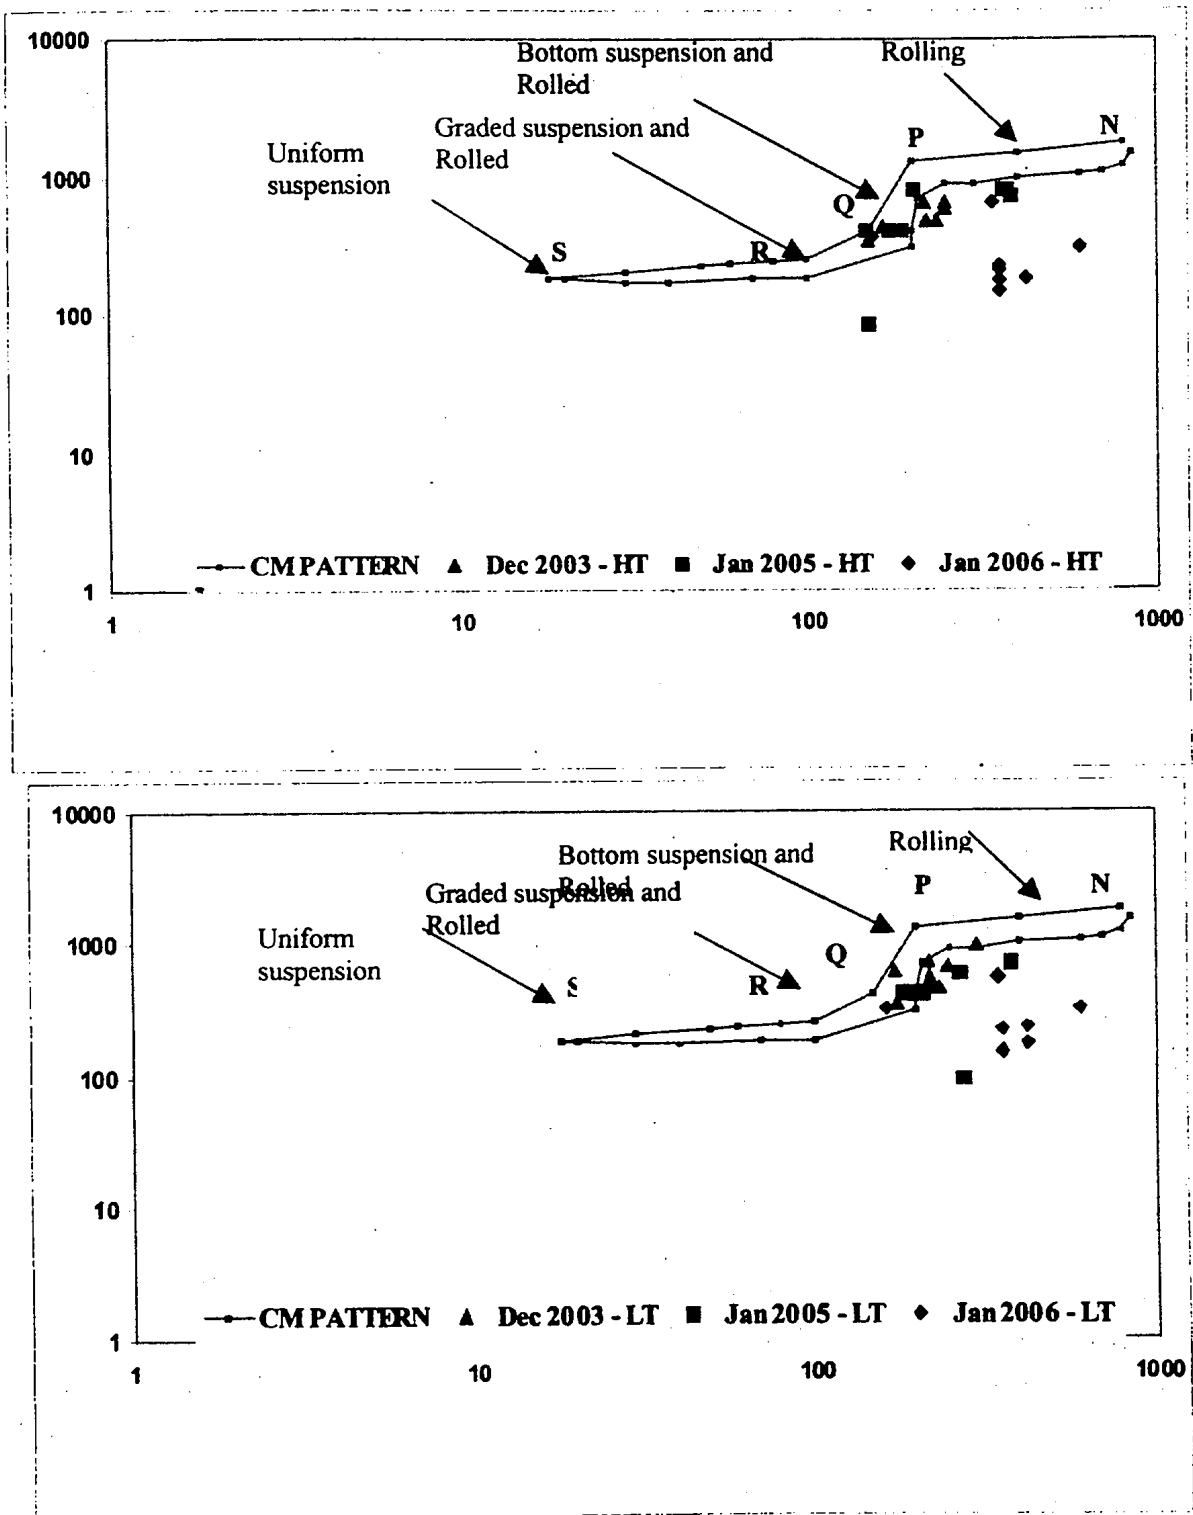 10000
Bottom suspension and
Rolled
Rolling
Graded suspension and
Rolled
P
N
Uniform
suspension
1000
Q
S
R
100
10
CM PATTERN
Dec 2003 - HT
Jan 2005 - HT
Jan 2006 - HT
1
1
10
100
1000
10000
Bottom suspension and
Rolled
Rolling
Graded suspension and
Rolled
P
N
Uniform
suspension
1000
Q
S
R
100
10
CM PATTERN
Dec 2003 - LT
Jan 2005 - LT
Jan 2006 - LT
1
1
10
100
1000